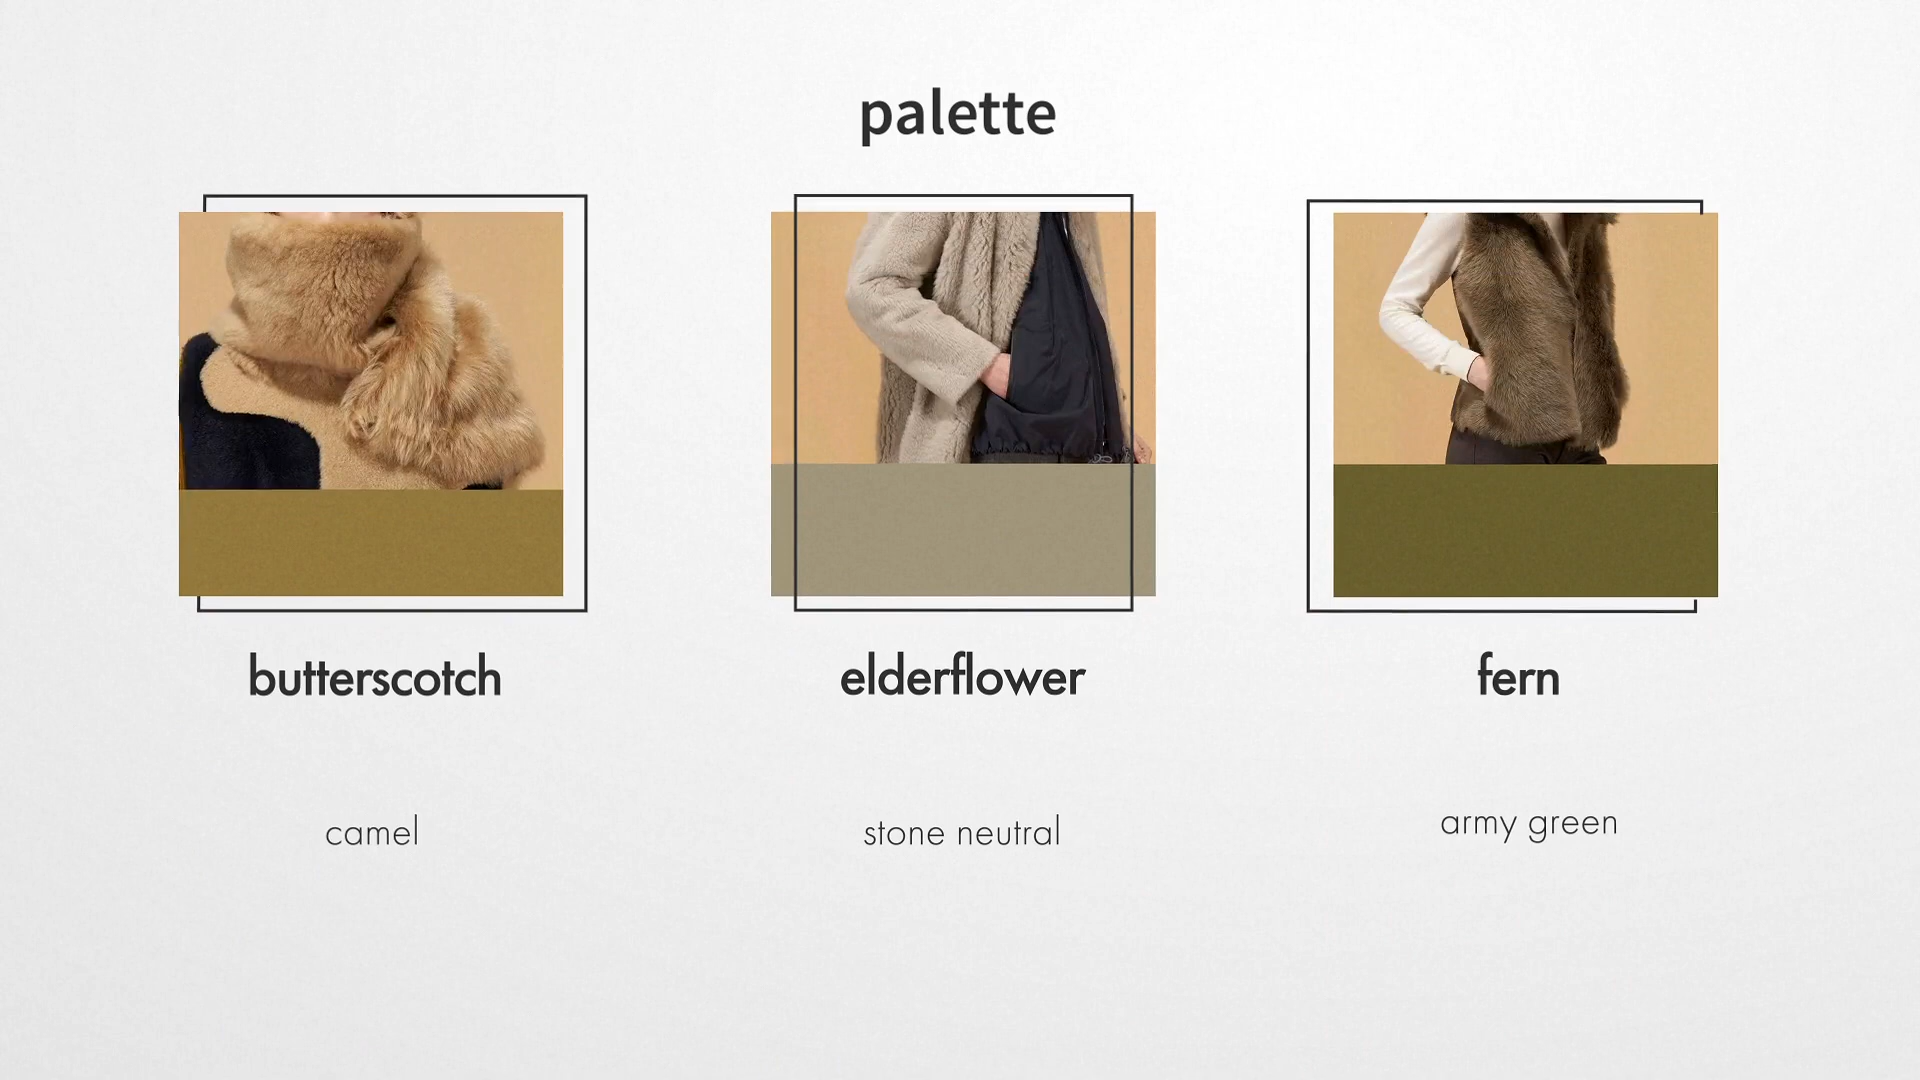 palette
butterscotch
elderflower
fern
camel
stone neutral
army green